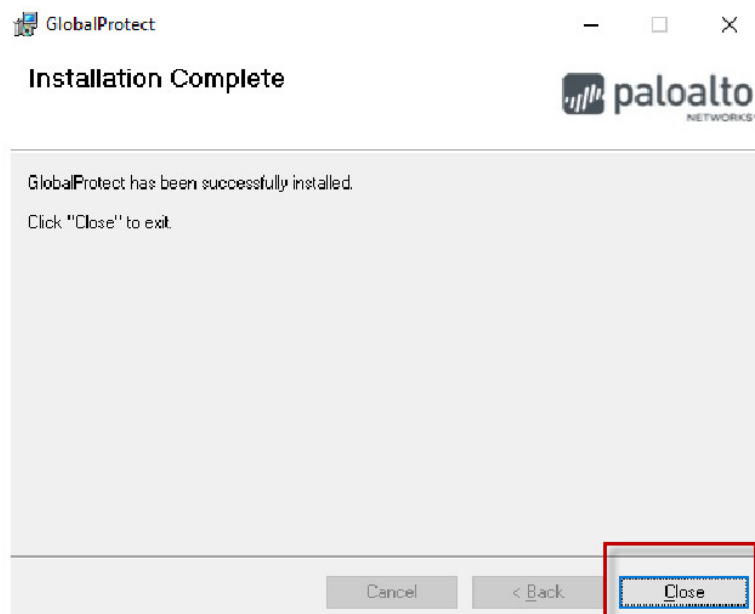 GlobalProtect
Installation Complete
paloalto
NETWORKS
GlobalProtect has been successfully installed.
Click "Close" to exit.
Cancel
< Back
Close